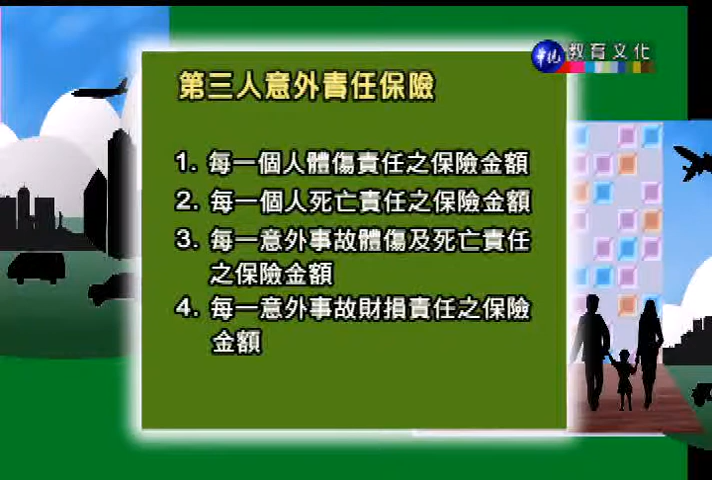 華視 教育文化
第三人意外責任保險
1. 每一個人體傷責任之保險金額
2. 每一個人死亡責任之保險金額
3. 每一意外事故體傷及死亡責任
之保險金額
4. 每一意外事故財損責任之保險
金額